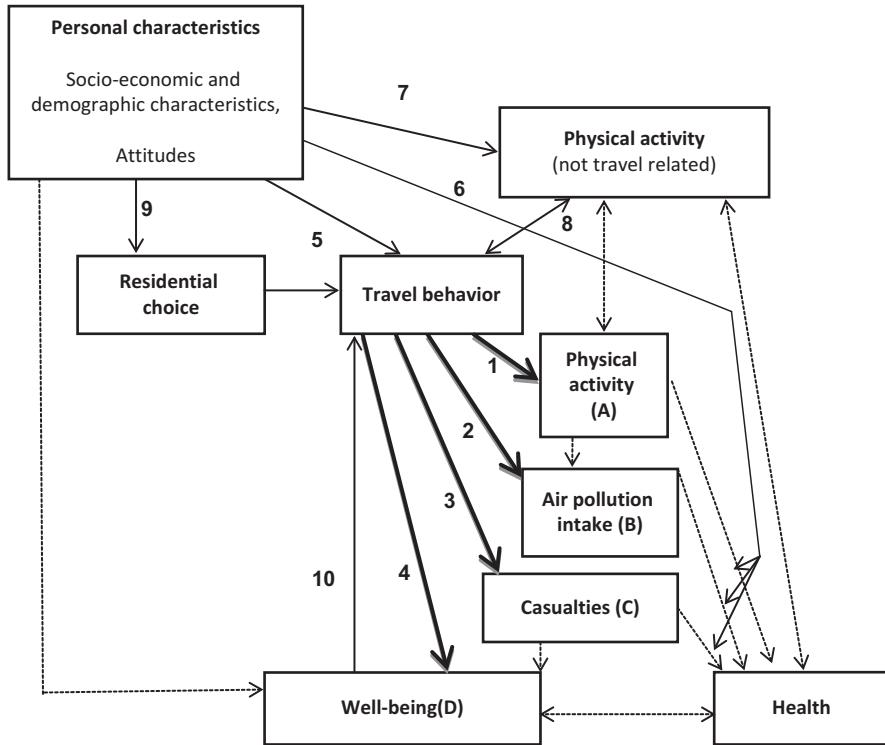 Personal characteristics
Socio-economic and
demographic characteristics,
Attitudes
7
Physical activity
(not travel related)
6
9
5
8
Residential
choice
Travel behavior
1
Physical
activity
(A)
2
Air pollution
intake (B)
3
10
4
Casualties (C)
Well-being(D)
Health